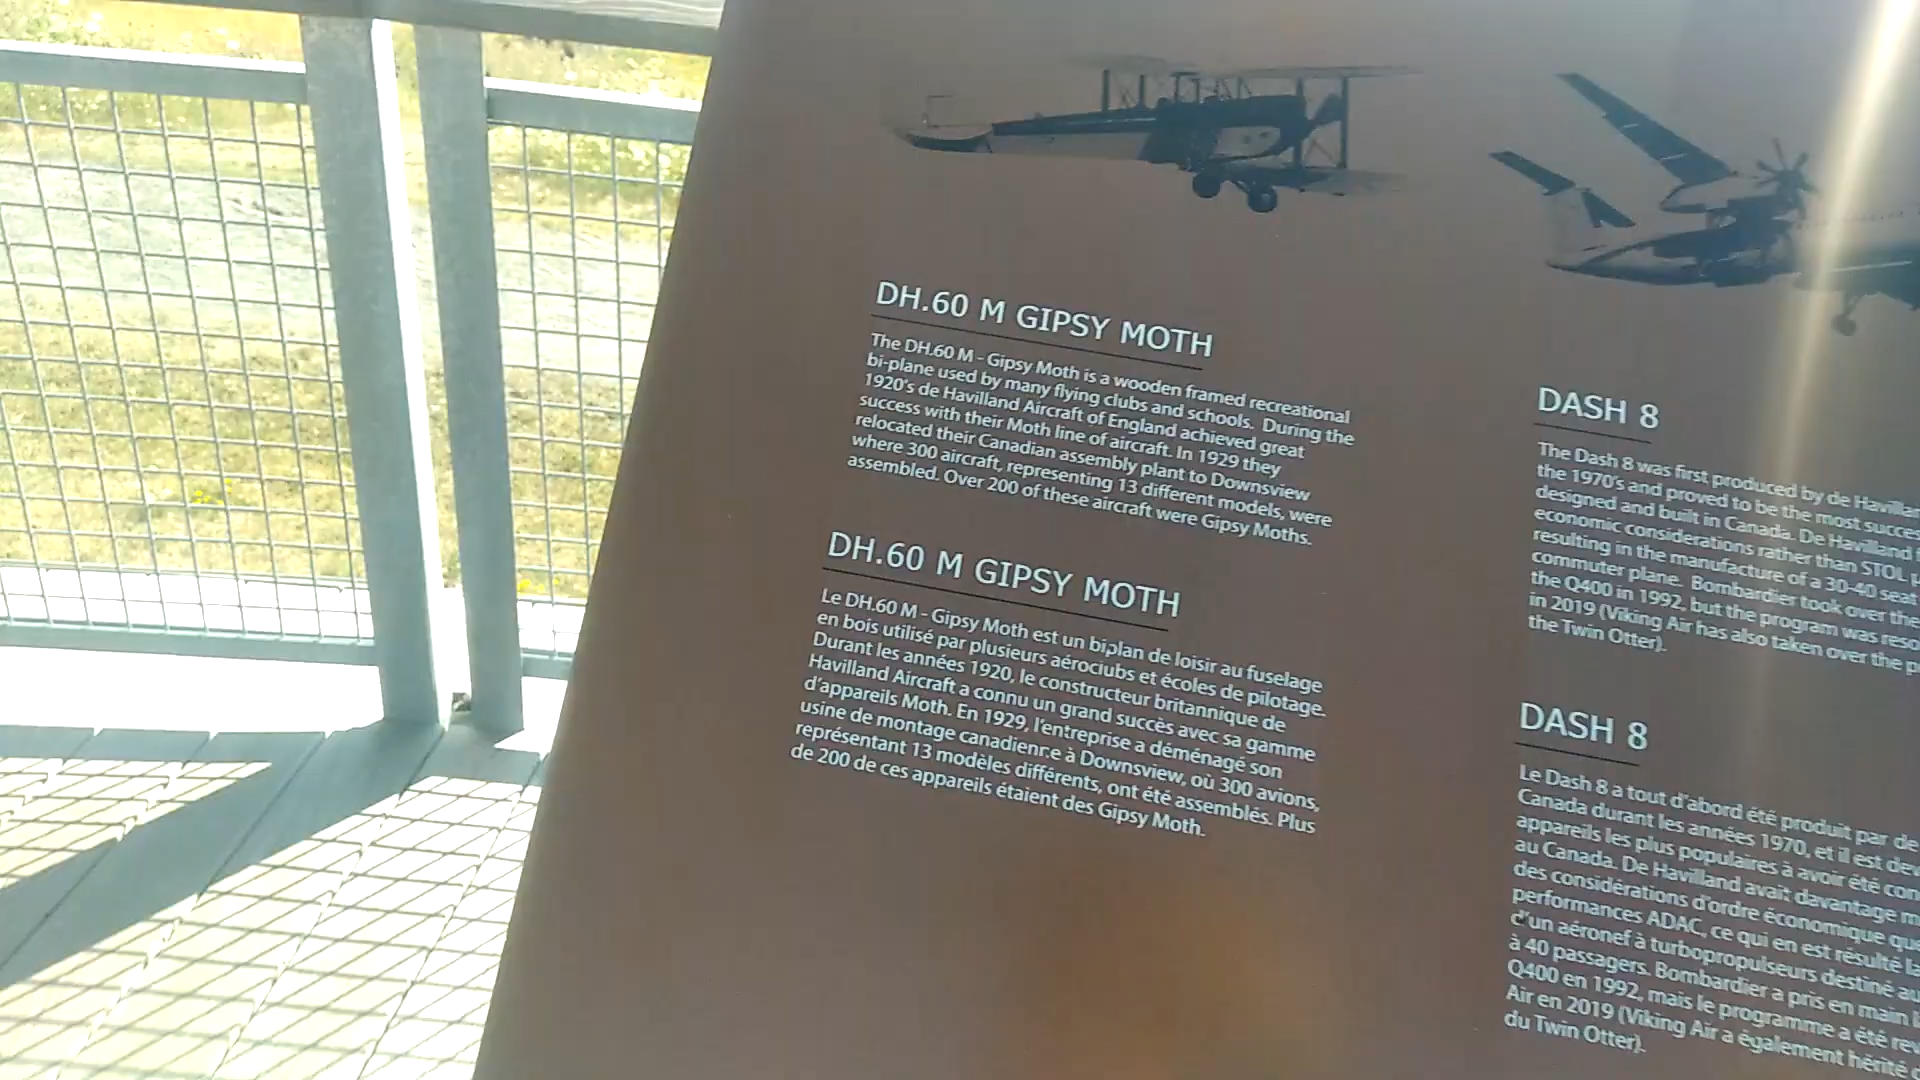 DH.60 M GIPSY MOTH
The DH.60 M - Gipsy Moth is a wooden framed recreational
bi-plane used by many flying clubs and schools. During the
1920's de Havilland Aircraft of England achieved great
success with their Moth line of aircraft. In 1929 they
relocated their Canadian assembly plant to Downsview
where 300 aircraft, representing 13 different models, were
assembled. Over 200 of these aircraft were Gipsy Moths.
DH.60 M GIPSY MOTH
Le DH.60 M - Gipsy Moth est un biplan de loisir au fuselage
en bois utilisé par plusieurs aéroclubs et écoles de pilotage.
Durant les années 1920, le constructeur britannique de
Havilland Aircraft a connu un grand succès avec sa gamme
d'appareils Moth. En 1929, l'entreprise a déménagé son
usine de montage canadienne à Downsview, où 300 avions,
représentant 13 modèles différents, ont été assemblés. Plus
de 200 de ces appareils étaient des Gipsy Moth.
DASH 8
The Dash 8 was first produced by de
the 1970's and proved to be the most
designed and built in Canada. De Havilland
economic considerations rather than STOL
resulting in the manufacture of a 30-40 seat
commuter plane. Bombardier took over the
the Q400 in 1992, but the program was
in 2019 (Viking Air has also taken over the
the Twin Otter).
DASH 8
Le Dash 8 a tout d'abord été produit par de
Canada durant les années 1970, et il est
appareils les plus populaires à avoir été
au Canada. De Havilland avait davantage
des considérations d'ordre économique
performances ADAC, ce qui en est résulté la
d'un aéronef à turbopropulseurs destiné
à 40 passagers. Bombardier a pris en main
Q400 en 1992, mais le programme a été
Air en 2019 (Viking Air a également hérité
du Twin Otter).